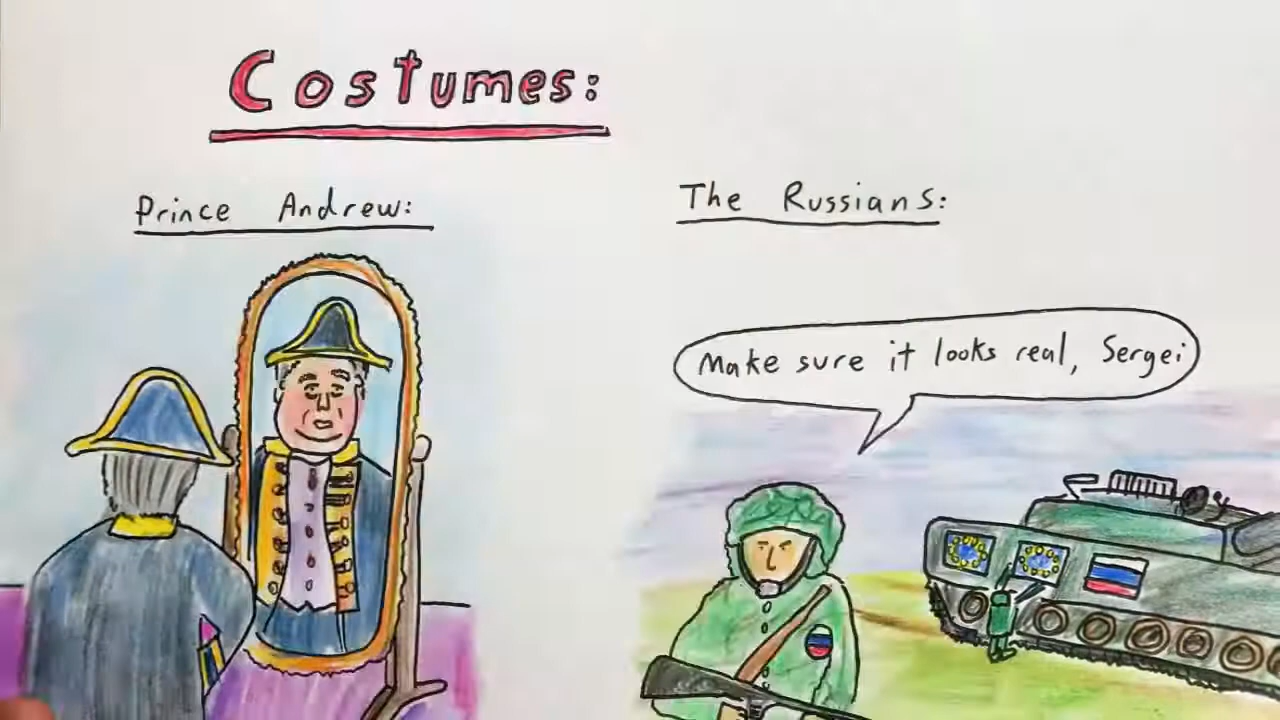 Costumes:
Prince Andrew:
The Russians:
Make sure it looks real, Sergei